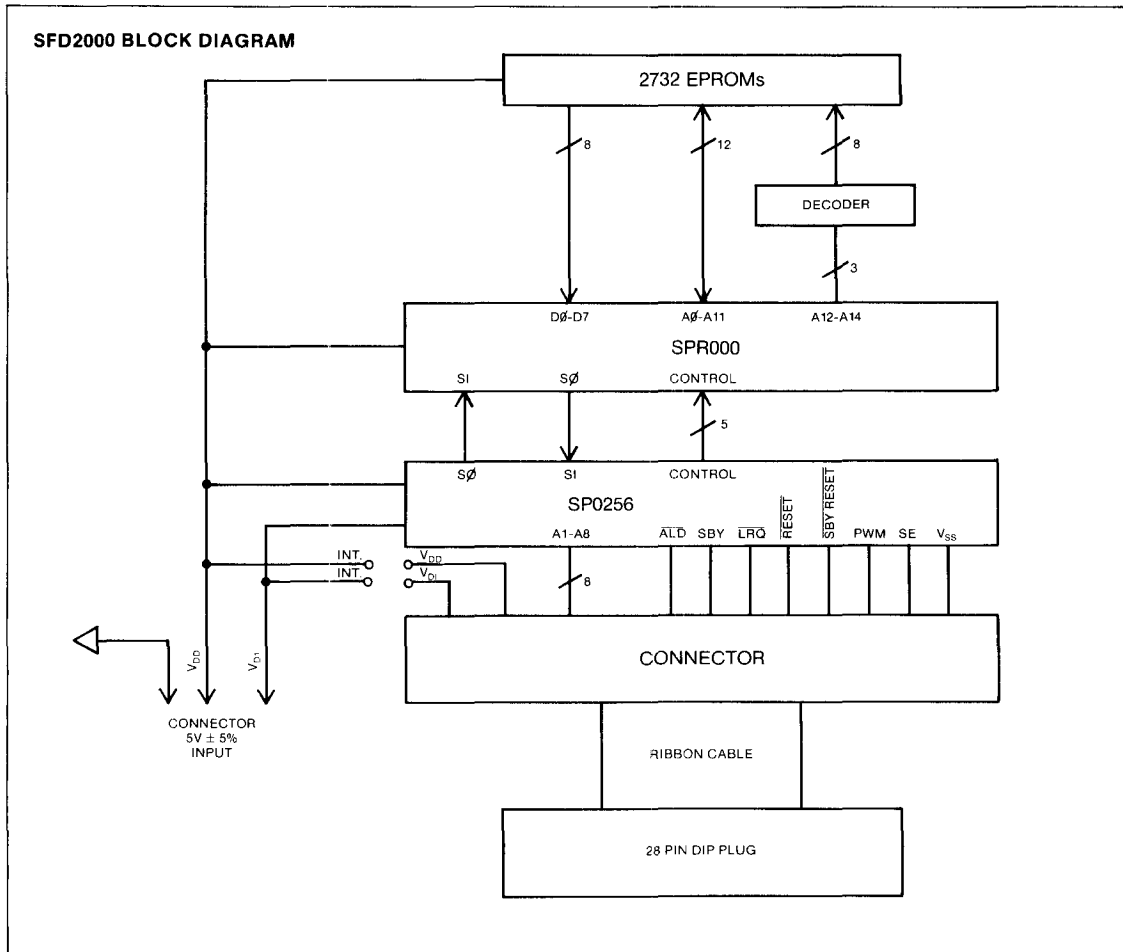 SFD2000 BLOCK DIAGRAM
2732 EPROMs
8
12
8
DECODER
3
DØ-D7
AØ-A11
A12-A14
SPR000
SI
SØ
CONTROL
5
SØ
SI
CONTROL
SP0256
RESET
SBY RESET
A1-A8
ALD
SBY
LRQ
PWM
SE
VSS
INT.
VDD
INT.
VDI
8
CONNECTOR
VDD
VD1
CONNECTOR
5V ± 5%
INPUT
RIBBON CABLE
28 PIN DIP PLUG